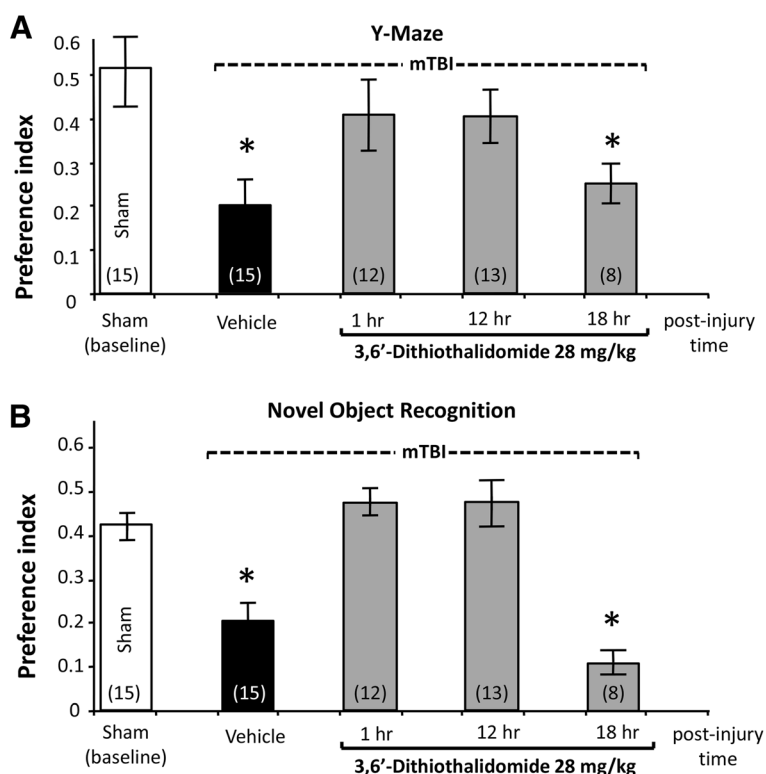 A
Y-Maze
mTBI
Preference index
0.6
0.5
0.4
0.3
0.2
0.1
0
*
*
Sham
(15)
(15)
(12)
(13)
(8)
Sham
(baseline)
Vehicle
1 hr
12 hr
18 hr
post-injury
time
3,6’-Dithiothalidomide 28 mg/kg
B
Novel Object Recognition
mTBI
Preference index
0.6
0.5
0.4
0.3
0.2
0.1
0
*
*
Sham
(15)
(15)
(12)
(13)
(8)
Sham
(baseline)
Vehicle
1 hr
12 hr
18 hr
post-injury
time
3,6’-Dithiothalidomide 28 mg/kg